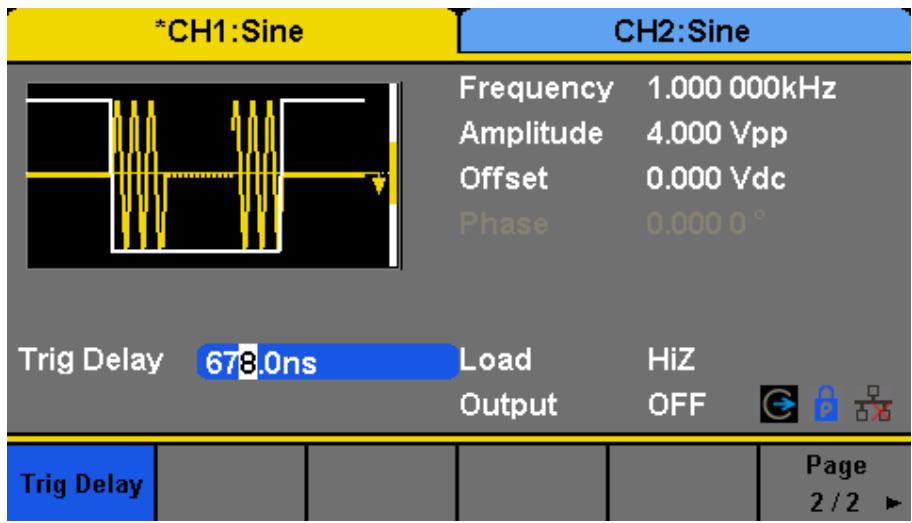 *CH1:Sine
CH2:Sine
Frequency 1.000 000kHz
Amplitude 4.000 Vpp
Offset 0.000 Vdc
Phase 0.000 0 °
Trig Delay 678.0ns
Load HiZ
Output OFF
Trig Delay
Page
2/2 ►